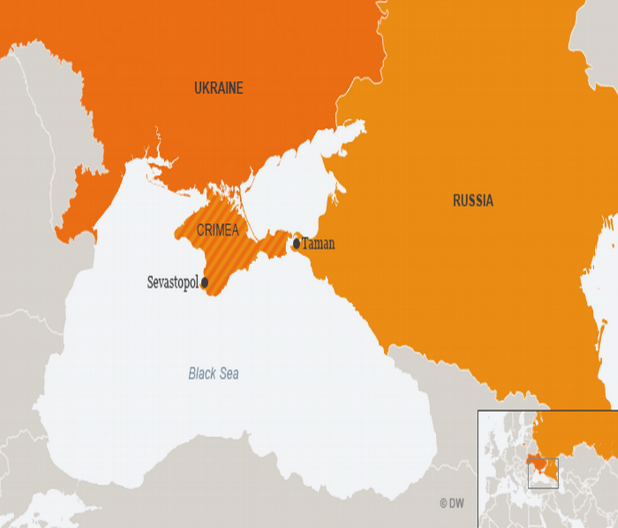 UKRAINE
RUSSIA
CRIMEA
Taman
Sevastopol
Black Sea
© DW